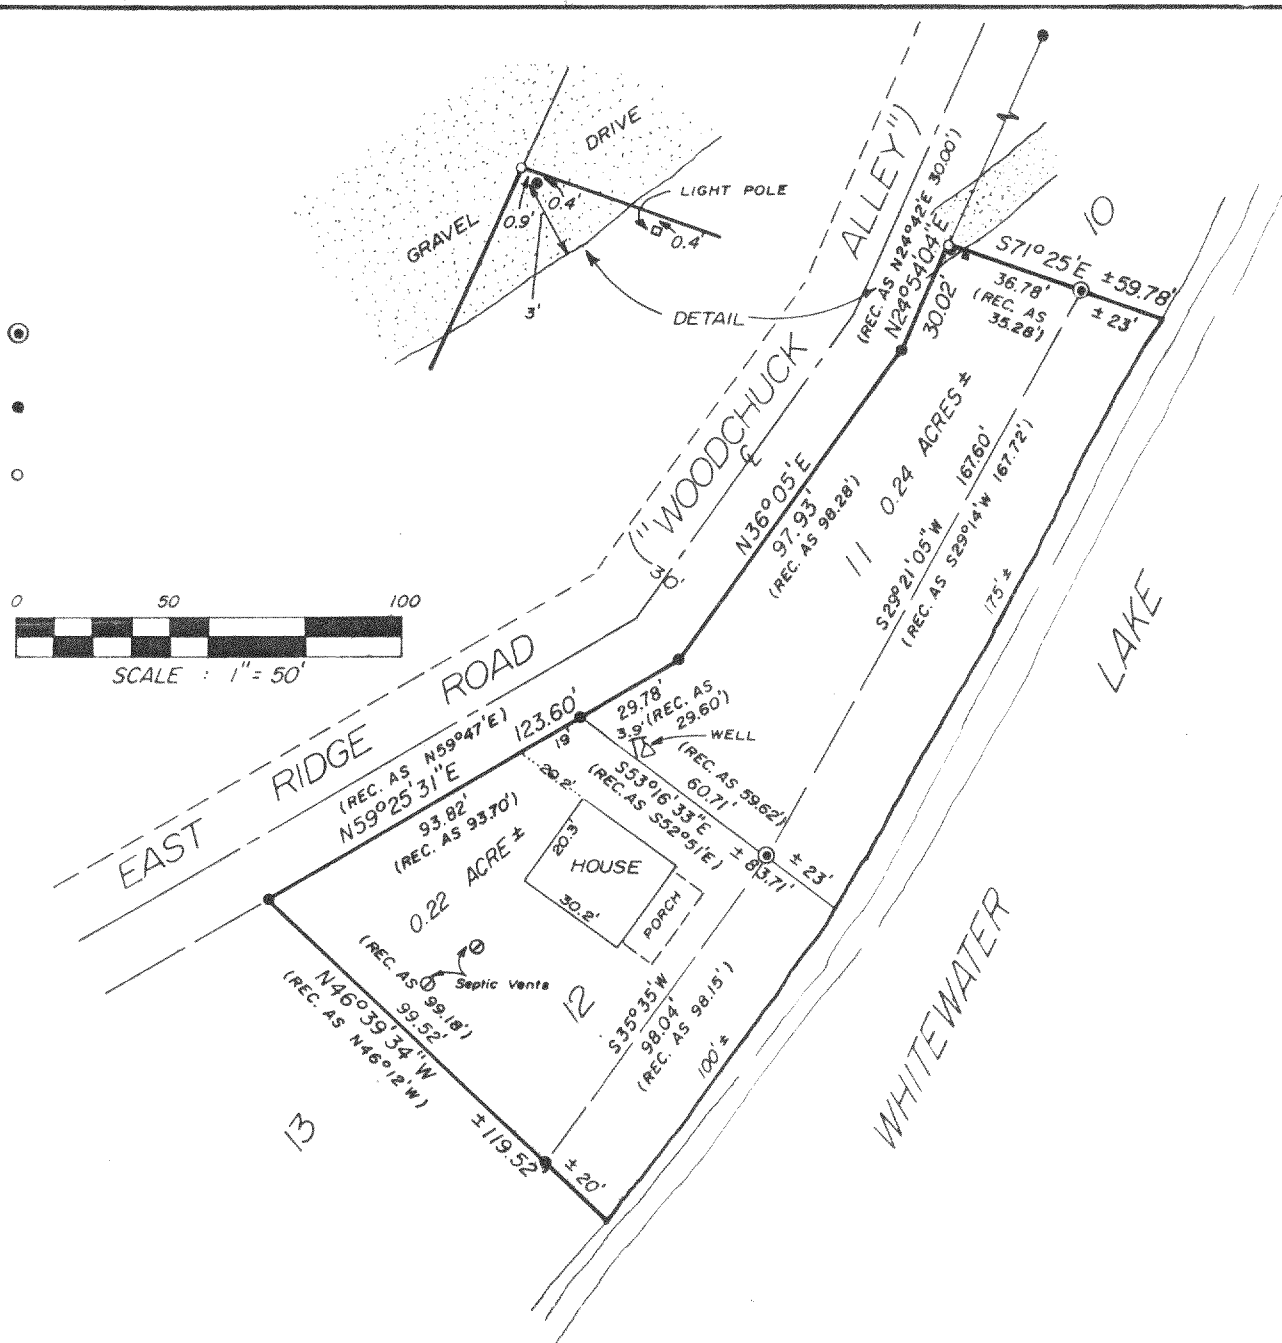 DRIVE
GRAVEL
LIGHT POLE
0.9'
0.4'
0.4'
3'
DETAIL
("WOODCHUCK ALLEY")
(REC. AS N24°42'E 30.00')
N24°54'04"E
30.02'
10
S71°25'E ±59.78'
36.78'
(REC. AS
35.28')
±23'
N36°05'E
97.93'
(REC. AS 98.28')
11 0.24 ACRES±
167.60'
S29°21'05"W
(REC. AS S29°14'W 167.72')
175'±
30'
0 50 100
SCALE : 1"= 50'
EAST RIDGE ROAD
(REC. AS N59°47'E)
N59°25'31"E
123.60'
29.78'
(REC. AS
29.60')
3.9'
WELL
19'
20.2'
(REC. AS 59.62')
60.71'
S53°16'33"E
(REC. AS S52°51'E)
±83.71'
±23'
93.82'
(REC. AS 93.70')
0.22 ACRE±
20.3'
HOUSE
30.2'
PORCH
Septic Vents
12
(REC. AS 99.18')
99.52'
N46°39'34"W
(REC. AS N46°12'W)
±119.52'
±20'
S35°35'W
98.04'
(REC. AS 98.15')
100'±
13
WHITEWATER LAKE